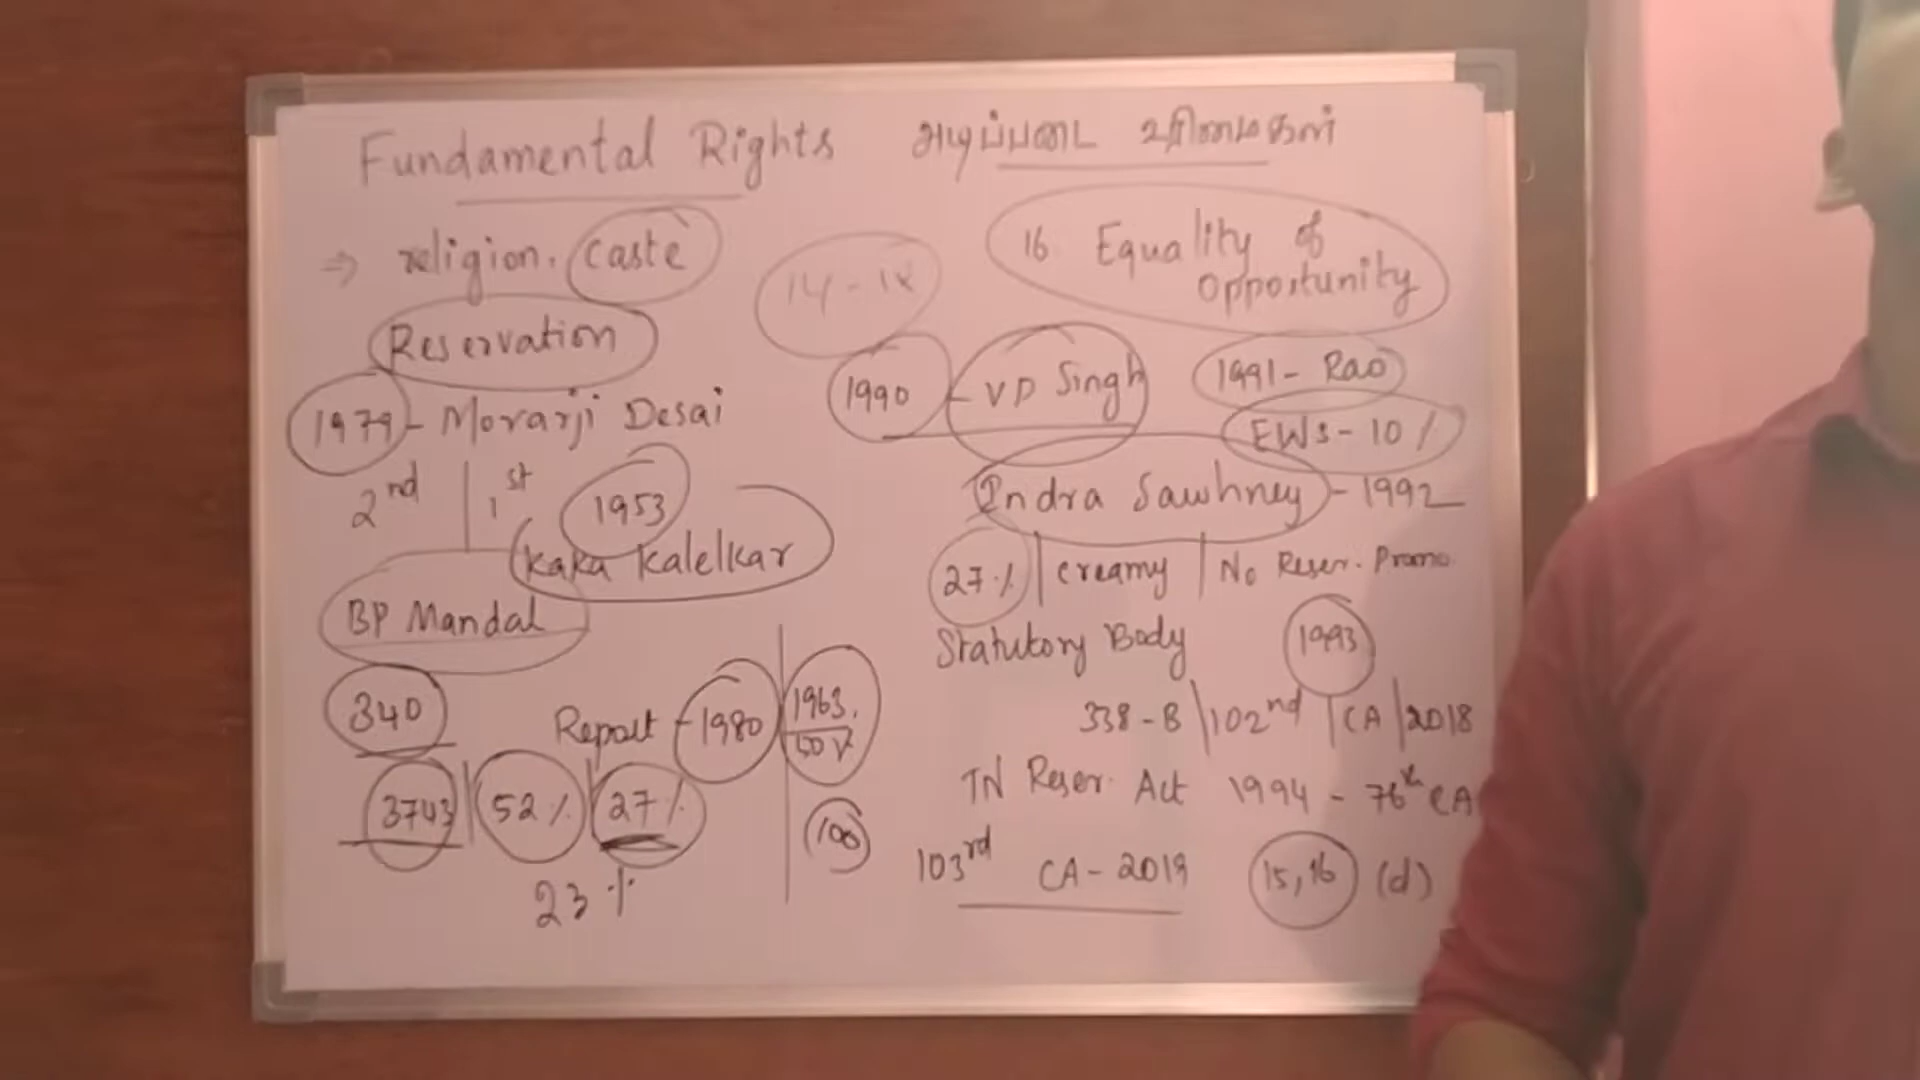 Fundamental Rights அடிப்படை உரிமைகள்
⇒ religion. Caste
Reservation
14-18
16 Equality of
Opportunity
1979 - Morarji Desai
2nd | 1st 1953
Kaka Kalelkar
BP Mandal
340
Report - 1980
1963.
50%
3743 | 52% | 27%
23%
100
1990 - VP Singh
1991 - Rao
EWS - 10%
Indra Sawhney - 1992
27% | Creamy | No Reser. Promo.
Statutory Body 1993
338-B | 102nd | CA | 2018
TN Reser. Act 1994 - 76th CA
103rd CA - 2019 15, 16 (d)